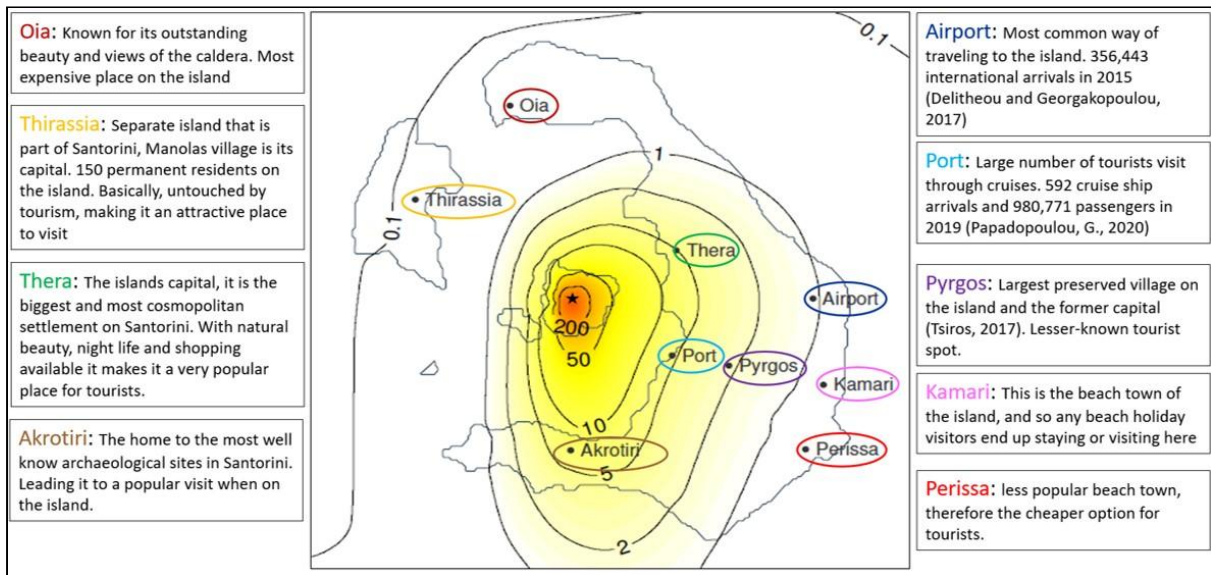 Oia: Known for its outstanding
beauty and views of the caldera. Most
expensive place on the island
Thirassia: Separate island that is
part of Santorini, Manolas village is its
capital. 150 permanent residents on
the island. Basically, untouched by
tourism, making it an attractive place
to visit
Thera: The islands capital, it is the
biggest and most cosmopolitan
settlement on Santorini. With natural
beauty, night life and shopping
available it makes it a very popular
place for tourists.
Akrotiri: The home to the most well
know archaeological sites in Santorini.
Leading it to a popular visit when on
the island.
0.1
Oia
1
Thirassia
0.1
Thera
200
Airport
50
Port
Pyrgos
Kamari
10
Akrotiri
Perissa
5
2
Airport: Most common way of
traveling to the island. 356,443
international arrivals in 2015
(Delitheou and Georgakopoulou,
2017)
Port: Large number of tourists visit
through cruises. 592 cruise ship
arrivals and 980,771 passengers in
2019 (Papadopoulou, G., 2020)
Pyrgos: Largest preserved village on
the island and the former capital
(Tsiros, 2017). Lesser-known tourist
spot.
Kamari: This is the beach town of
the island, and so any beach holiday
visitors end up staying or visiting here
Perissa: less popular beach town,
therefore the cheaper option for
tourists.